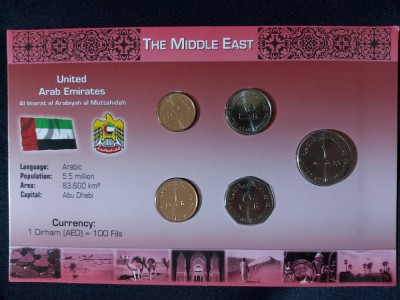 THE MIDDLE EAST
United
Arab Emirates
Al Imarat al Arabiyah al Muttahidah
Language: Arabic
Population: 5.5 million
Area: 83.600 km²
Capital: Abu Dhabi
Currency:
1 Dirham (AED) = 100 Fils